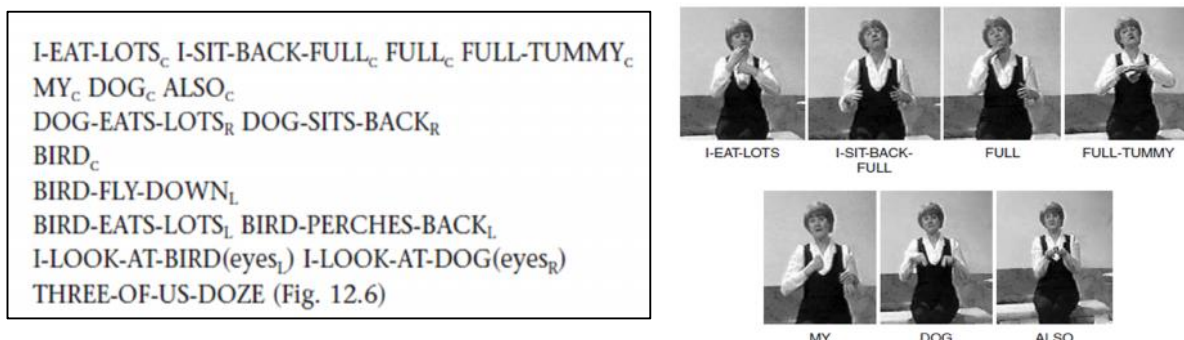 I-EAT-LOTSC I-SIT-BACK-FULLC FULLC FULL-TUMMYC
MYC DOGC ALSOC
DOG-EATS-LOTSR DOG-SITS-BACKR
BIRDC
BIRD-FLY-DOWNL
BIRD-EATS-LOTSL BIRD-PERCHES-BACKL
I-LOOK-AT-BIRD(eyesL) I-LOOK-AT-DOG(eyesR)
THREE-OF-US-DOZE (Fig. 12.6)
I-EAT-LOTS
I-SIT-BACK-
FULL
FULL
FULL-TUMMY
MY
DOG
ALSO